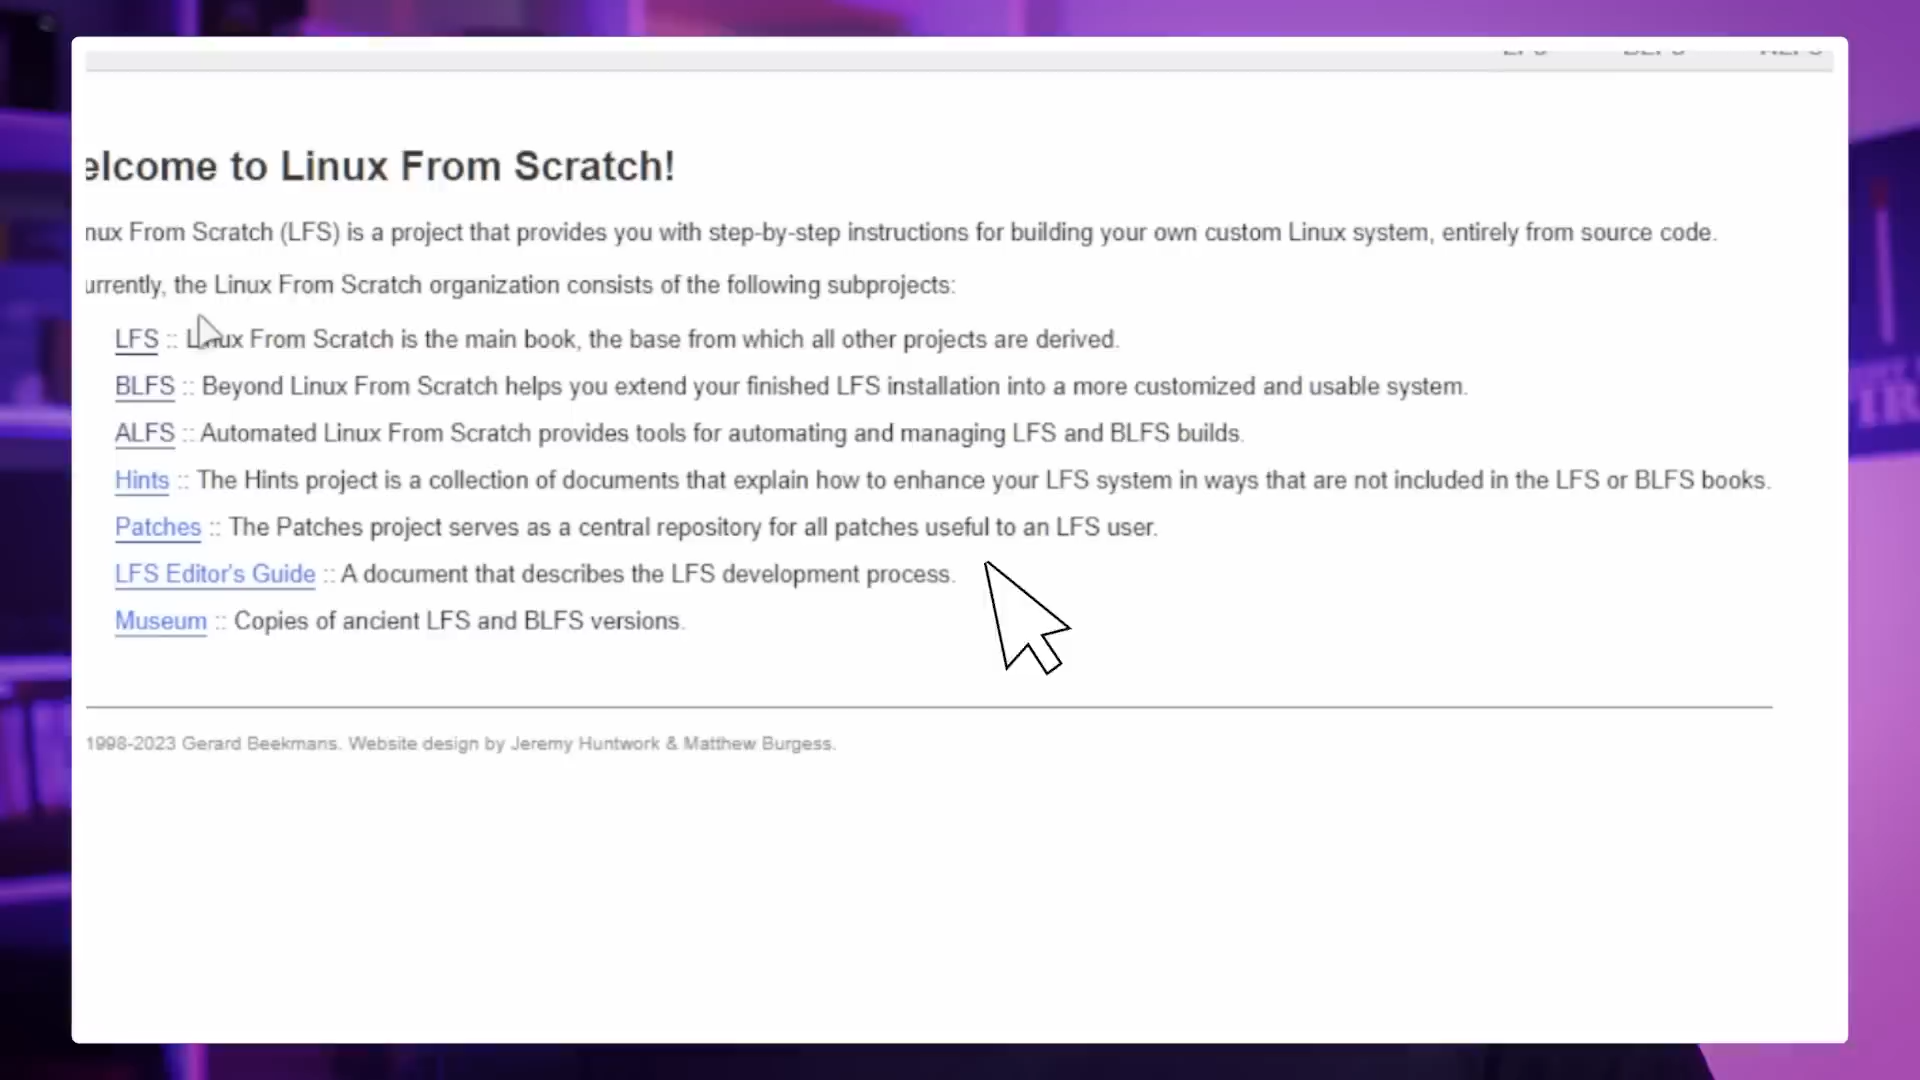 elcome to Linux From Scratch!
nux From Scratch (LFS) is a project that provides you with step-by-step instructions for building your own custom Linux system, entirely from source code.
urrently, the Linux From Scratch organization consists of the following subprojects:
LFS :: Linux From Scratch is the main book, the base from which all other projects are derived.
BLFS :: Beyond Linux From Scratch helps you extend your finished LFS installation into a more customized and usable system.
ALFS :: Automated Linux From Scratch provides tools for automating and managing LFS and BLFS builds.
Hints :: The Hints project is a collection of documents that explain how to enhance your LFS system in ways that are not included in the LFS or BLFS books.
Patches :: The Patches project serves as a central repository for all patches useful to an LFS user.
LFS Editor's Guide :: A document that describes the LFS development process.
Museum :: Copies of ancient LFS and BLFS versions.
1998-2023 Gerard Beekmans. Website design by Jeremy Huntwork & Matthew Burgess.